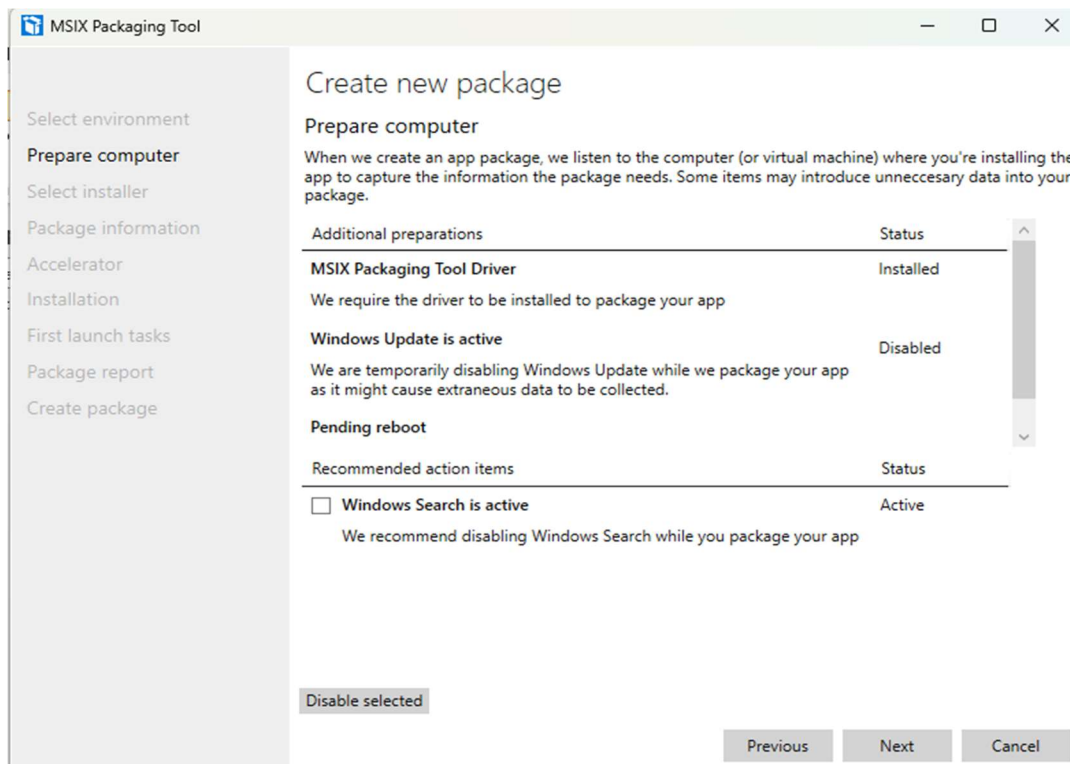 MSIX Packaging Tool
Create new package
Select environment
Prepare computer
Select installer
Package information
Accelerator
Installation
First launch tasks
Package report
Create package
Prepare computer
When we create an app package, we listen to the computer (or virtual machine) where you're installing the
app to capture the information the package needs. Some items may introduce unneccesary data into your
package.
Additional preparations Status
MSIX Packaging Tool Driver Installed
We require the driver to be installed to package your app
Windows Update is active Disabled
We are temporarily disabling Windows Update while we package your app
as it might cause extraneous data to be collected.
Pending reboot
Recommended action items Status
Windows Search is active Active
We recommend disabling Windows Search while you package your app
Disable selected
Previous Next Cancel